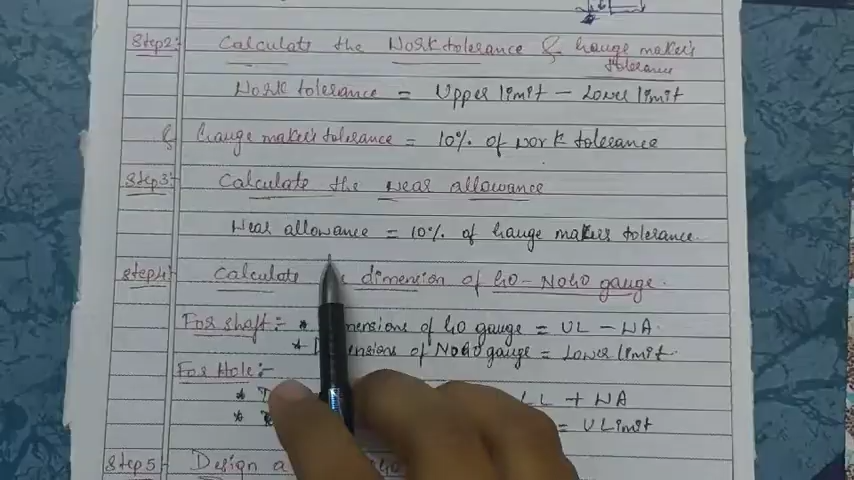 Step2:- Calculate the Work tolerance & Gauge maker's
tolerance
Work tolerance = Upper limit - Lower limit
& Gauge maker's tolerance = 10% of work tolerance
Step3:- Calculate the Wear allowance
Wear allowance = 10% of Gauge makers tolerance.
Step4:- Calculate dimension of GO-NOGO gauge.
For shaft:- * mensions of GO gauge = UL - WA.
* Dimensions of NoGO gauge = Lower limit.
For Hole:-
* LL + WA
* = U Limit
Step5 Design a